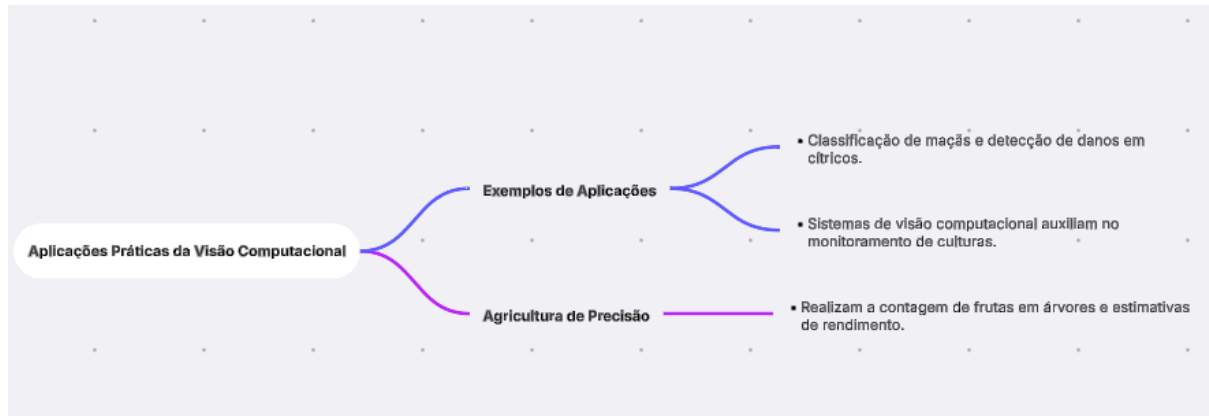 Aplicações Práticas da Visão Computacional
Exemplos de Aplicações
• Classificação de maçãs e detecção de danos em
cítricos.
• Sistemas de visão computacional auxiliam no
monitoramento de culturas.
Agricultura de Precisão
• Realizam a contagem de frutas em árvores e estimativas
de rendimento.